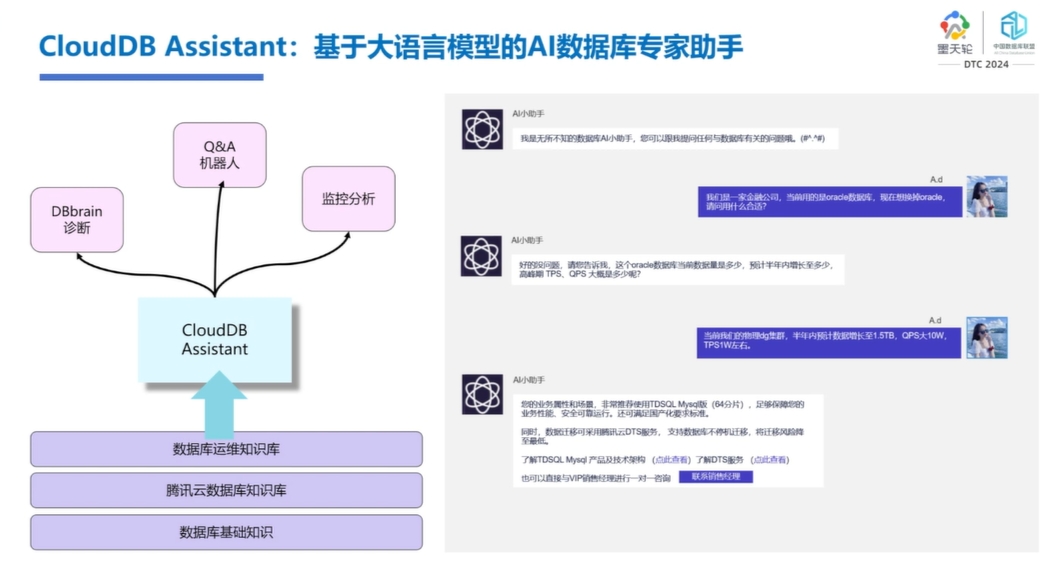 CloudDB Assistant：基于大语言模型的AI数据库专家助手
墨天轮
中国数据库联盟
DTC 2024
Q&A
机器人
DBbrain
诊断
监控分析
CloudDB
Assistant
数据库运维知识库
腾讯云数据库知识库
数据库基础知识
AI小助手
我是无所不知的数据库AI小助手，您可以跟我提问任何与数据库有关的问题哦。(#^.^#)
A.d
我们是一家金融公司，当前用的是oracle数据库，现在想换掉oracle，
请问用什么合适？
AI小助手
好的没问题，请您告诉我，这个oracle数据库当前数据量是多少，预计半年内增长至多少，
高峰期 TPS、QPS 大概是多少呢？
A.d
当前我们的物理dg集群，半年内预计数据增长至1.5TB，QPS大10W，
TPS1W左右。
AI小助手
您的业务属性和场景，非常推荐使用TDSQL Mysql版（64分片），足够保障您的
业务性能、安全可靠运行。还可满足国产化要求标准。
同时，数据迁移可采用腾讯云DTS服务， 支持数据库不停机迁移，将迁移风险降
至最低。
了解TDSQL Mysql 产品及技术架构 （点此查看）了解DTS服务 （点此查看）
也可以直接与VIP销售经理进行一对一咨询 联系销售经理